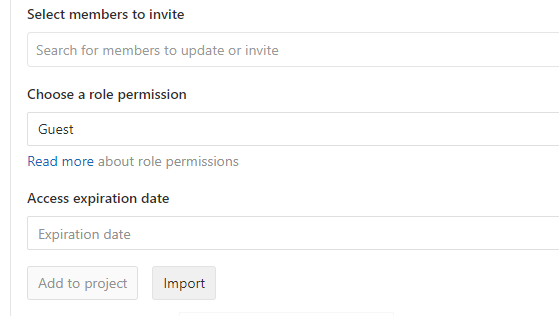 Select members to invite
Search for members to update or invite
Choose a role permission
Guest
Read more about role permissions
Access expiration date
Expiration date
Add to project
Import